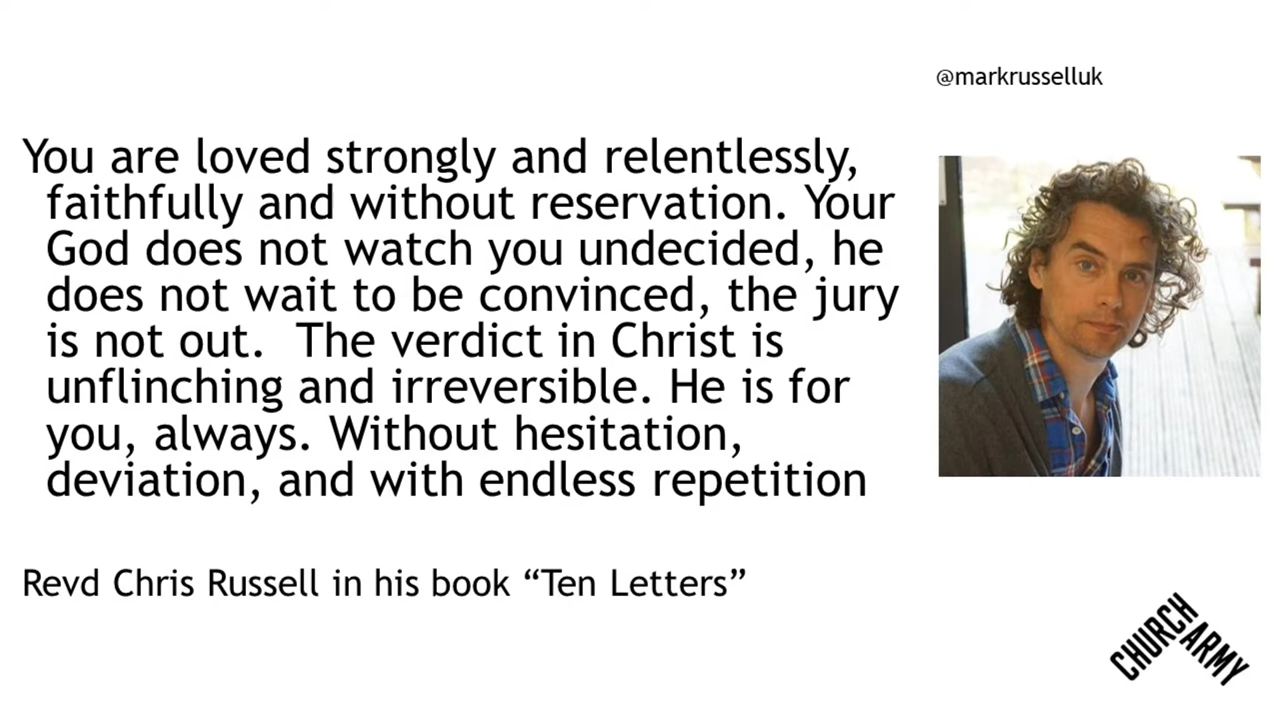 @markrusselluk
You are loved strongly and relentlessly,
faithfully and without reservation. Your
God does not watch you undecided, he
does not wait to be convinced, the jury
is not out.  The verdict in Christ is
unflinching and irreversible. He is for
you, always. Without hesitation,
deviation, and with endless repetition
Revd Chris Russell in his book “Ten Letters”
CHURCH
ARMY